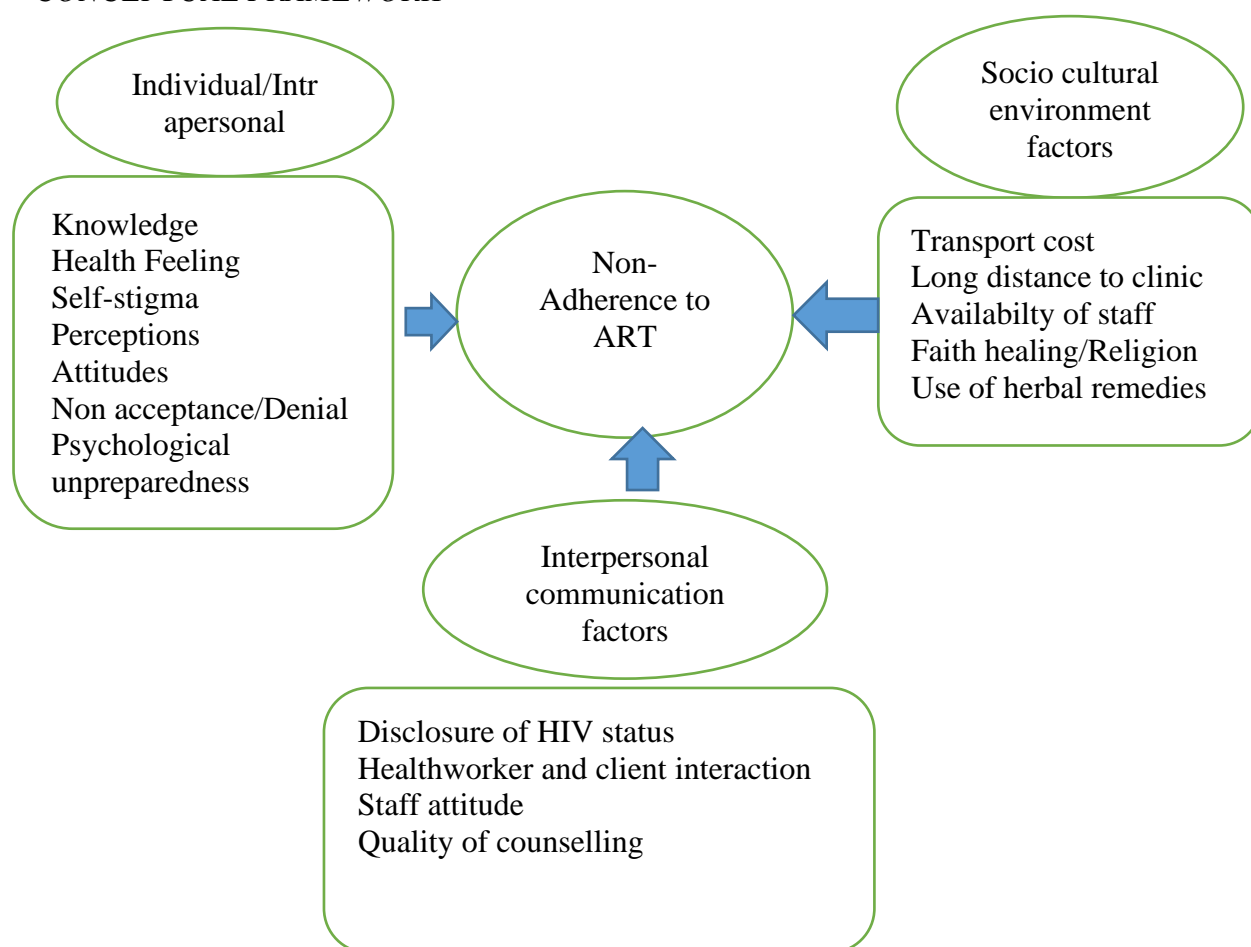 CONCEPTUAL FRAMEWORK
Individual/Intr
apersonal
Knowledge
Health Feeling
Self-stigma
Perceptions
Attitudes
Non acceptance/Denial
Psychological
unpreparedness
Non-
Adherence to
ART
Socio cultural
environment
factors
Transport cost
Long distance to clinic
Availabilty of staff
Faith healing/Religion
Use of herbal remedies
Interpersonal
communication
factors
Disclosure of HIV status
Healthworker and client interaction
Staff attitude
Quality of counselling